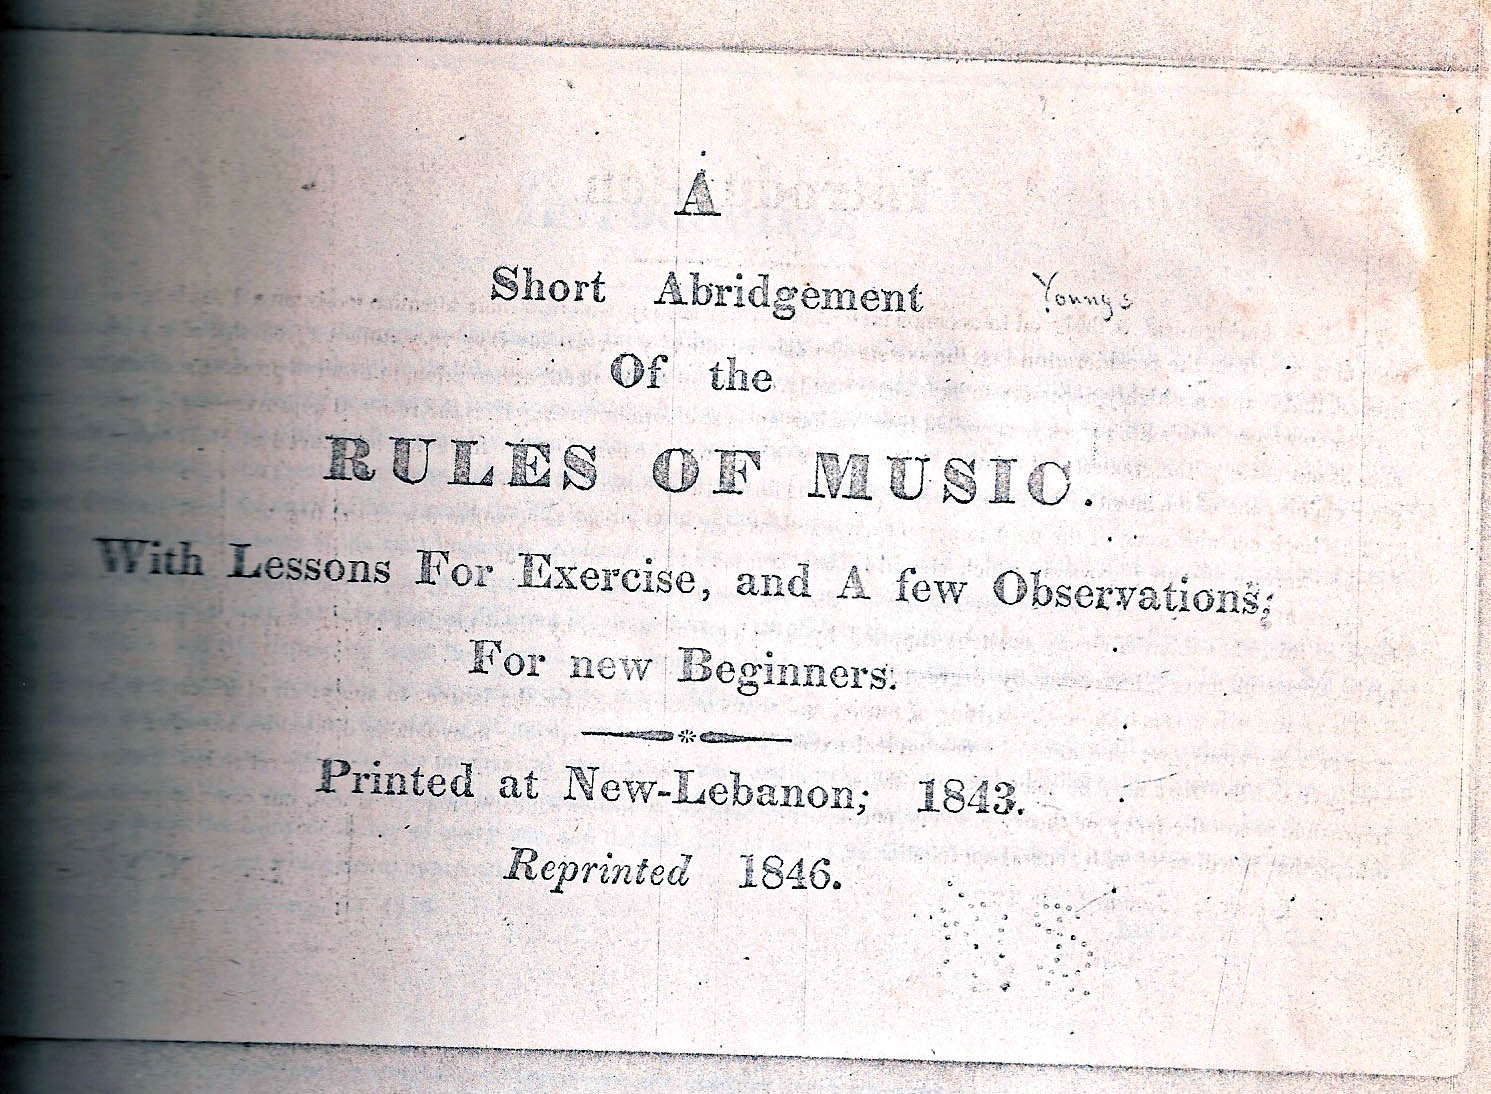 A
Short Abridgement Youngs
Of the
RULES OF MUSIC.
With Lessons For Exercise, and A few Observations;
For new Beginners.
Printed at New-Lebanon; 1843.
Reprinted 1846.